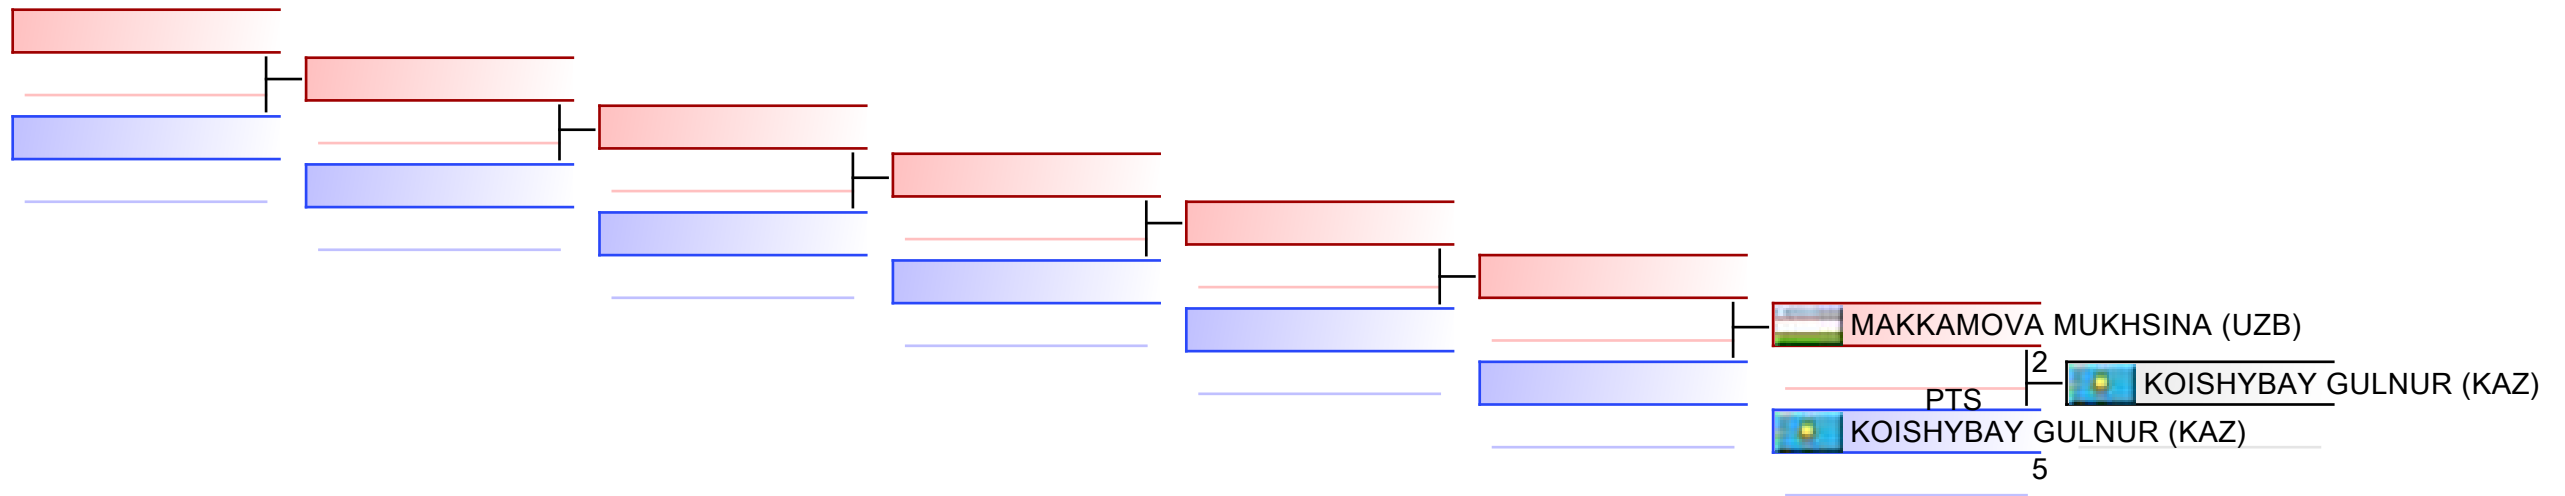 MAKKAMOVA MUKHSINA (UZB)
2
KOISHYBAY GULNUR (KAZ)
PTS
KOISHYBAY GULNUR (KAZ)
5